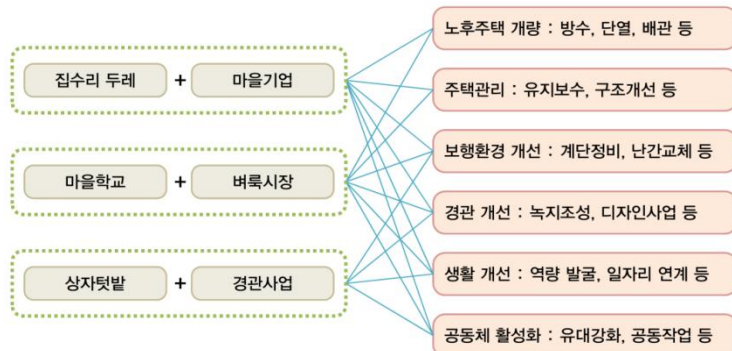 집수리 두레 + 마을기업
마을학교 + 벼룩시장
상자텃밭 + 경관사업
노후주택 개량 : 방수, 단열, 배관 등
주택관리 : 유지보수, 구조개선 등
보행환경 개선 : 계단정비, 난간교체 등
경관 개선 : 녹지조성, 디자인사업 등
생활 개선 : 역량 발굴, 일자리 연계 등
공동체 활성화 : 유대강화, 공동작업 등